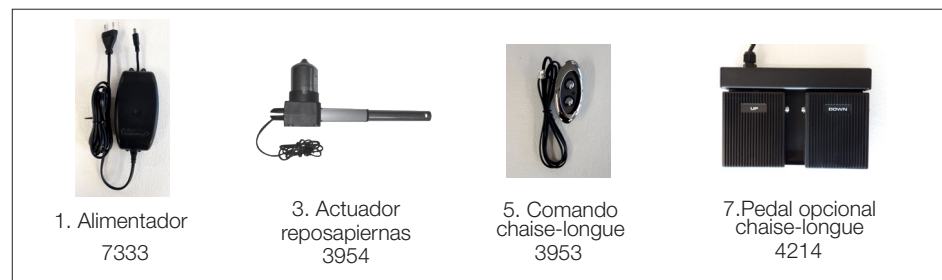 1. Alimentador
7333
3. Actuador
reposapiernas
3954
5. Comando
chaise-longue
3953
UP
DOWN
7.Pedal opcional
chaise-longue
4214